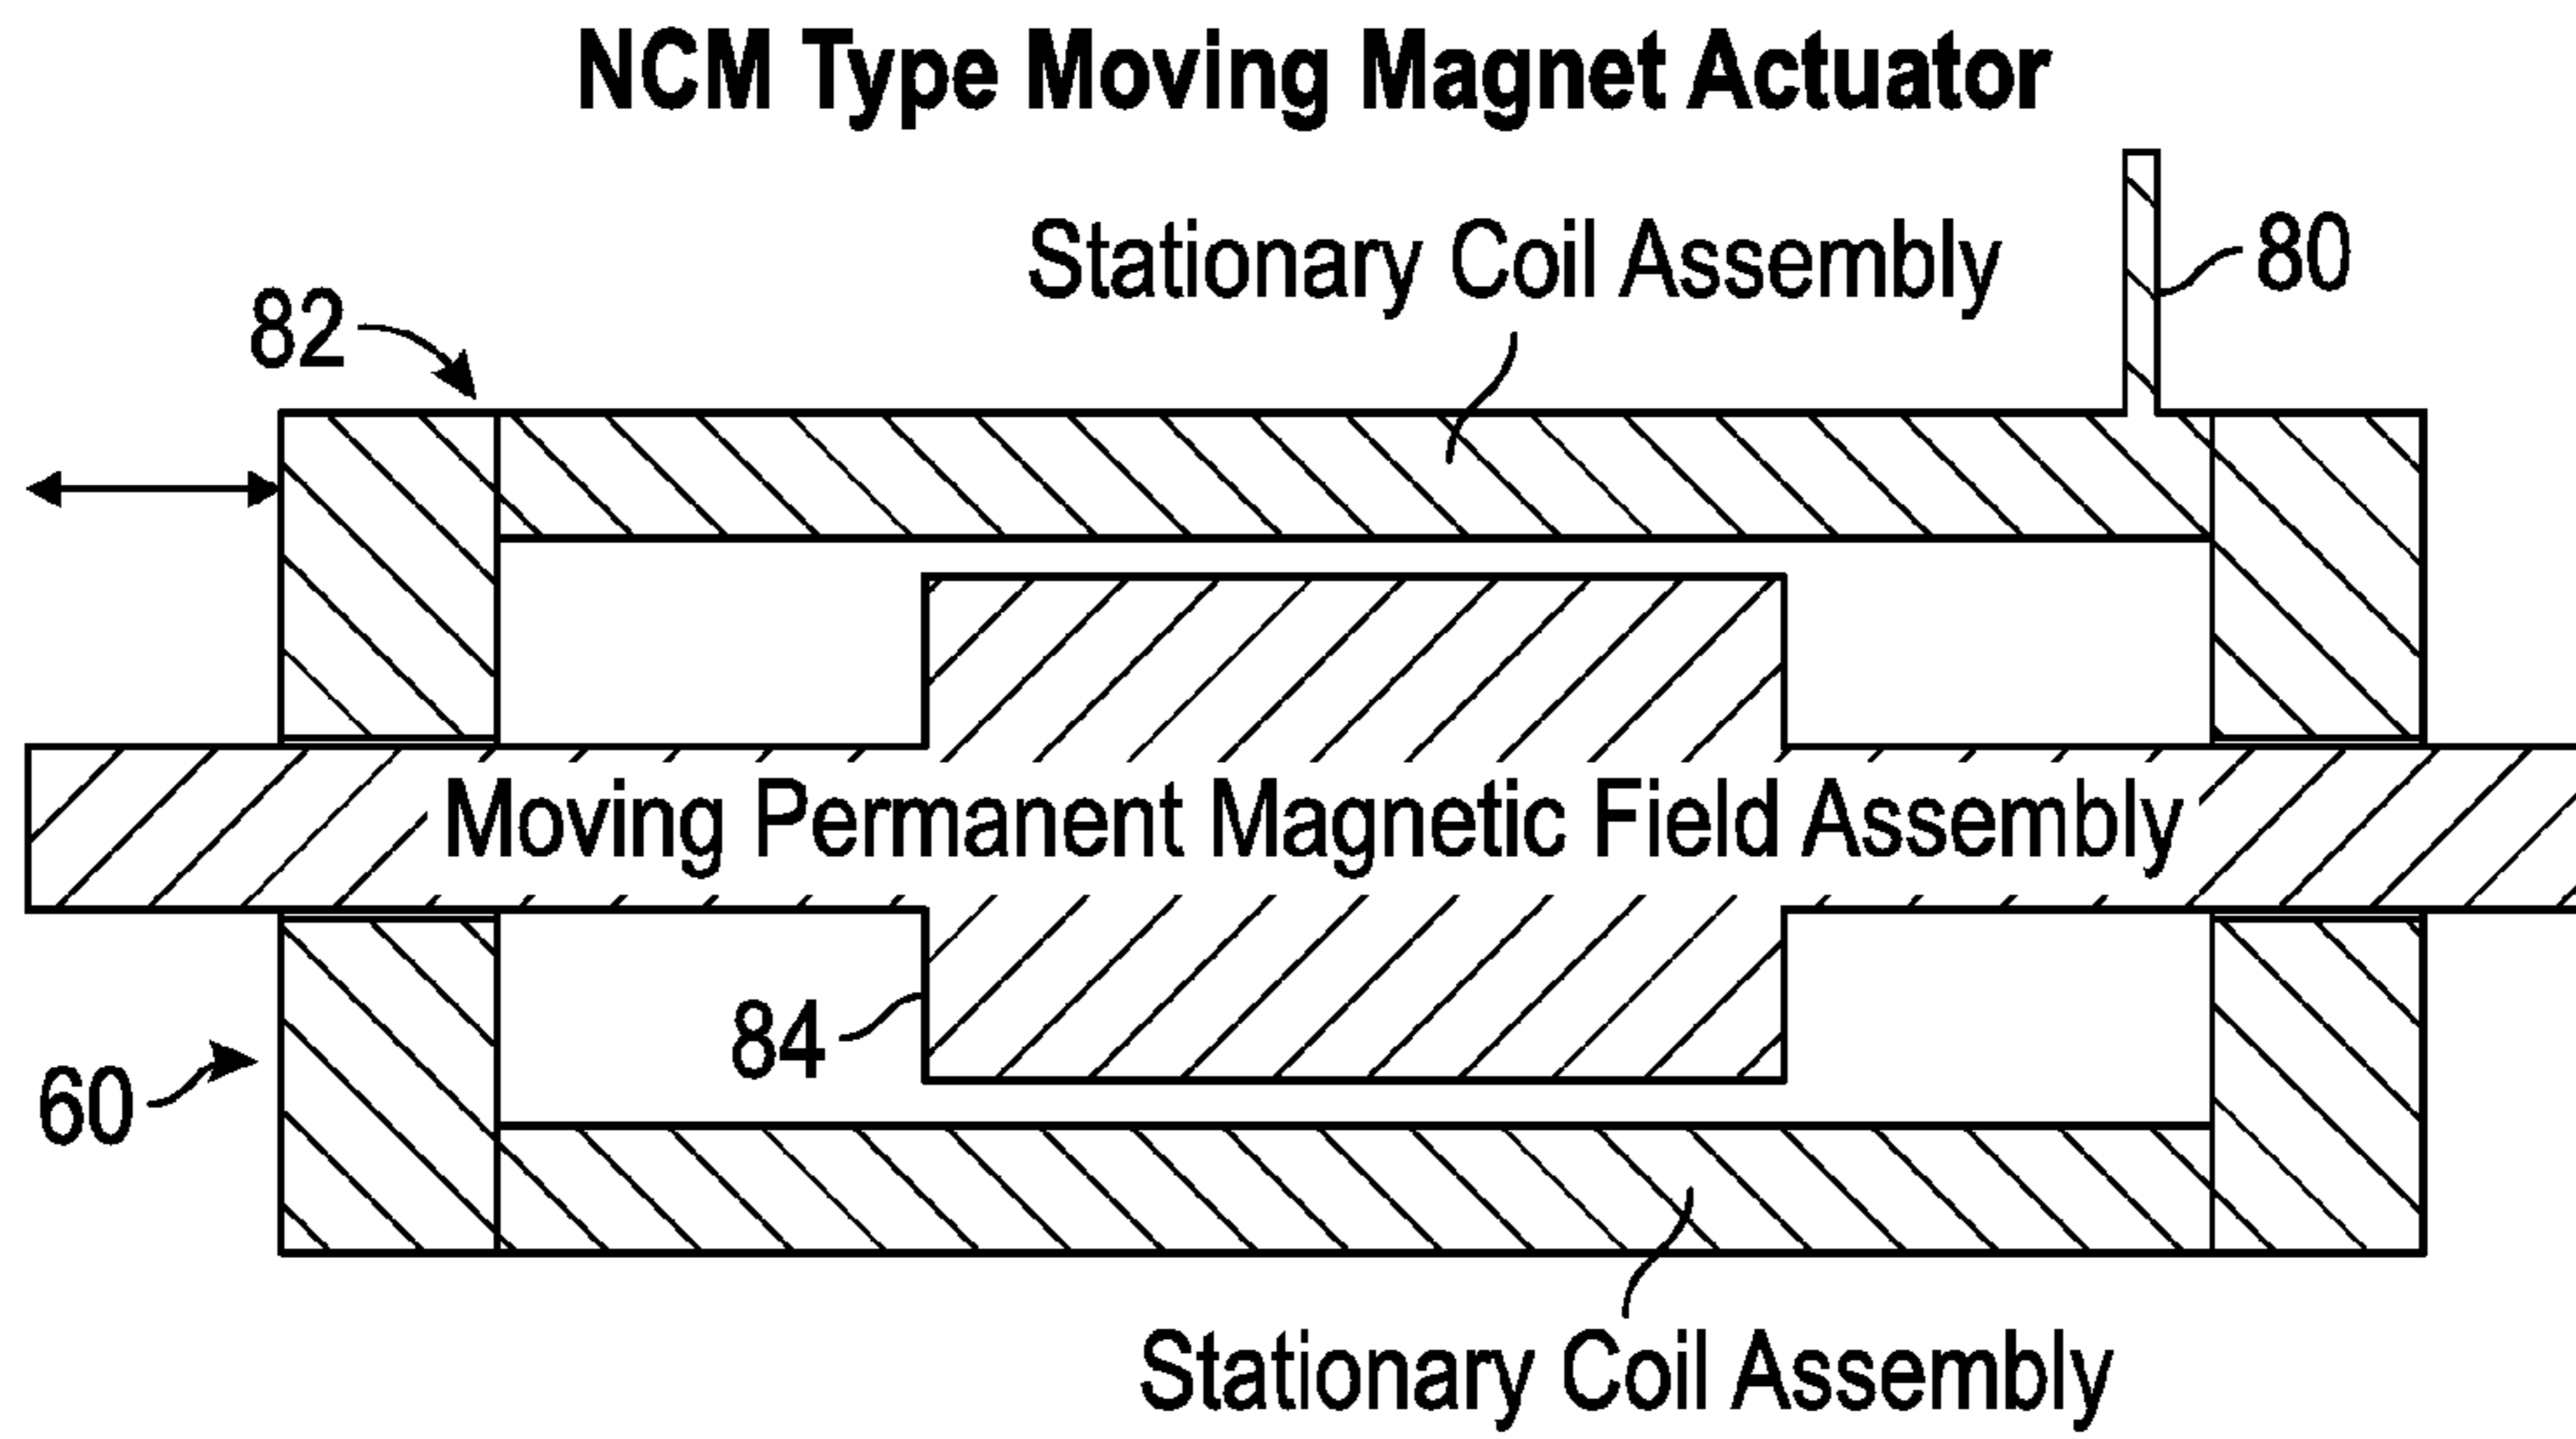 NCM Type Moving Magnet Actuator
Stationary Coil Assembly
80
82
Moving Permanent Magnetic Field Assembly
84
60
Stationary Coil Assembly